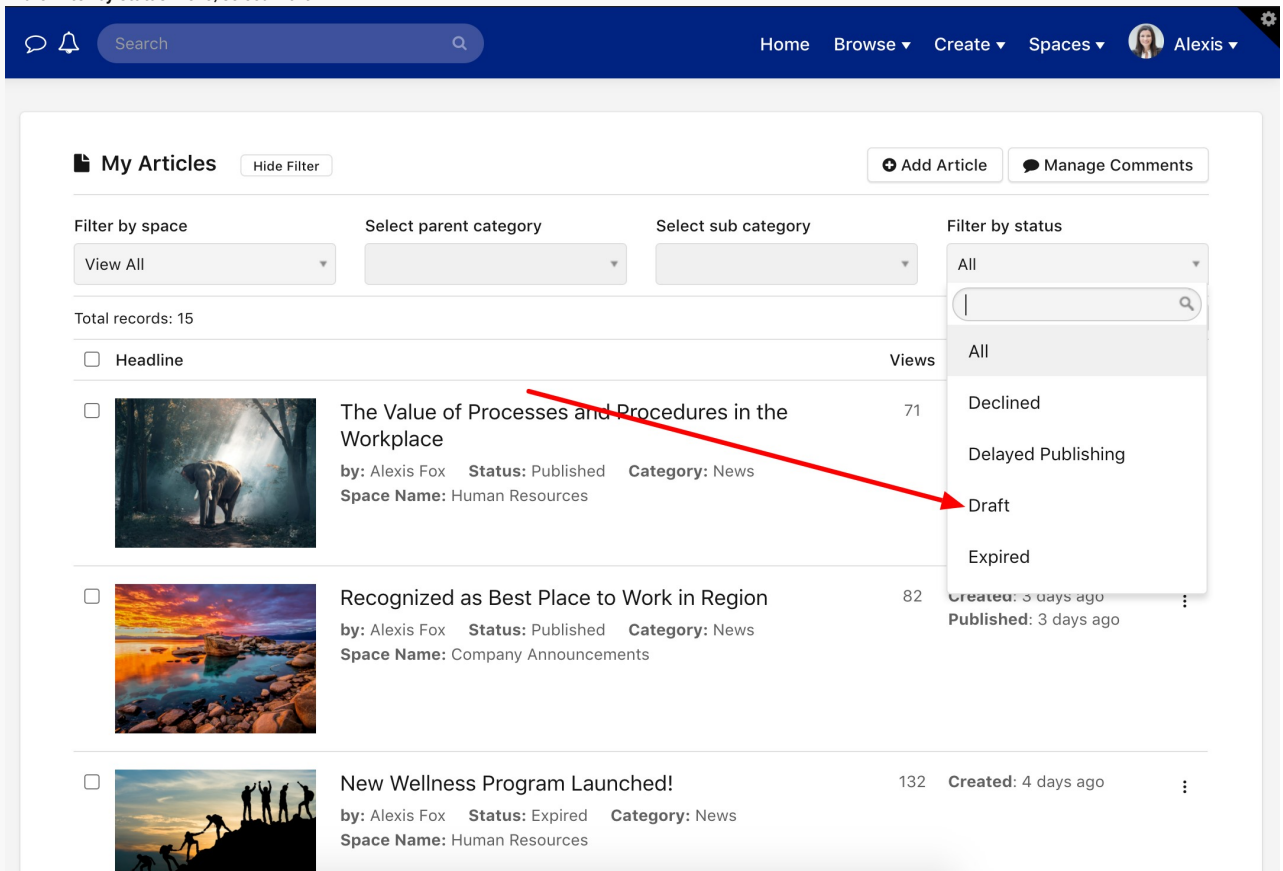 Search
Home Browse Create Spaces Alexis
My Articles Hide Filter Add Article Manage Comments
Filter by space Select parent category Select sub category Filter by status
View All All
Total records: 15
All
Headline Views
Declined
Delayed Publishing
Draft
Expired
The Value of Processes and Procedures in the
Workplace
71
by: Alexis Fox Status: Published Category: News
Space Name: Human Resources
Recognized as Best Place to Work in Region
82 Created: 3 days ago
Published: 3 days ago
by: Alexis Fox Status: Published Category: News
Space Name: Company Announcements
New Wellness Program Launched!
132 Created: 4 days ago
by: Alexis Fox Status: Expired Category: News
Space Name: Human Resources